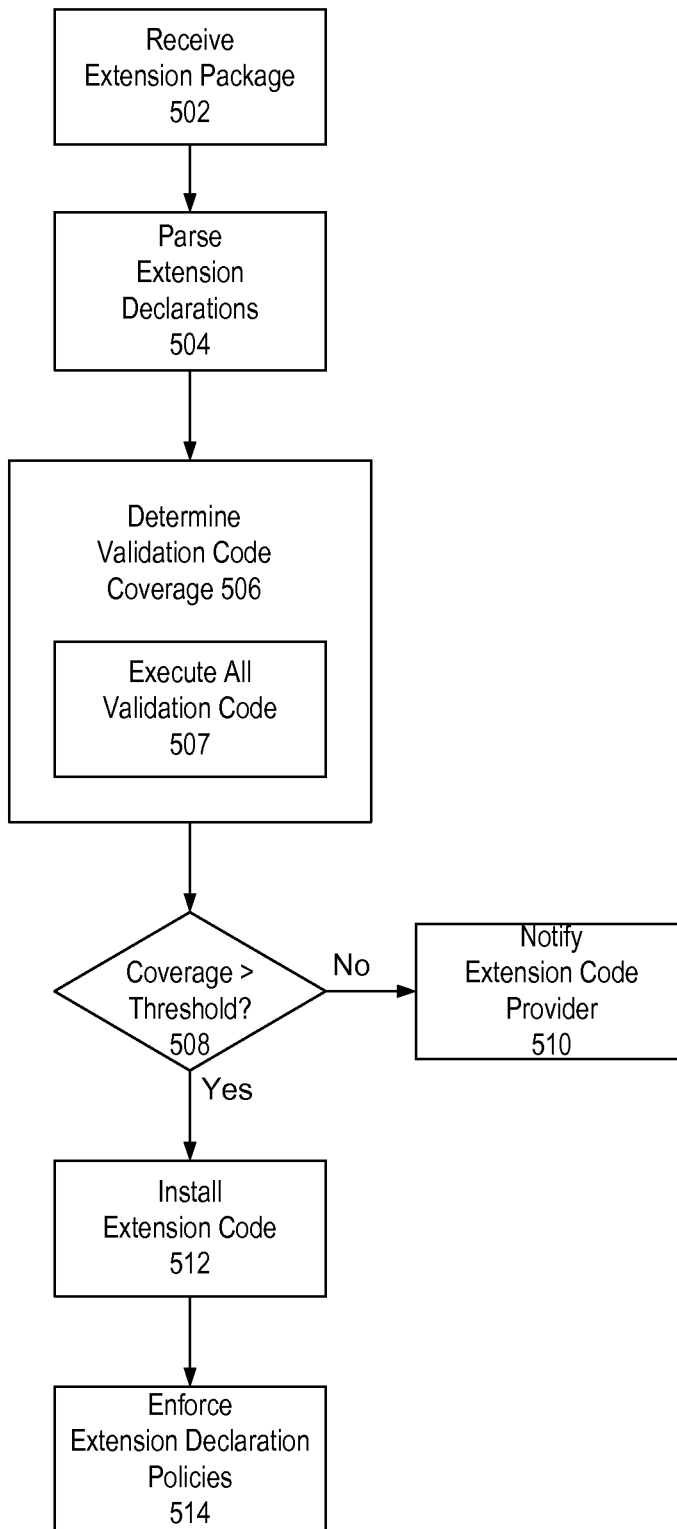 Receive
Extension Package
502
Parse
Extension
Declarations
504
Determine
Validation Code
Coverage 506
Execute All
Validation Code
507
Coverage >
Threshold?
508
No
Notify
Extension Code
Provider
510
Yes
Install
Extension Code
512
Enforce
Extension Declaration
Policies
514